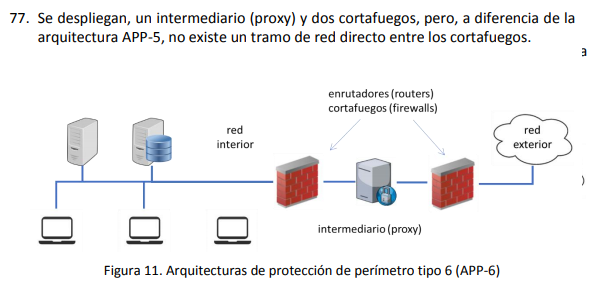 77. Se despliegan, un intermediario (proxy) y dos cortafuegos, pero, a diferencia de la
arquitectura APP-5, no existe un tramo de red directo entre los cortafuegos.
a
enrutadores (routers)
cortafuegos (firewalls)
red
interior
red
exterior
)
intermediario (proxy)
Figura 11. Arquitecturas de protección de perímetro tipo 6 (APP-6)